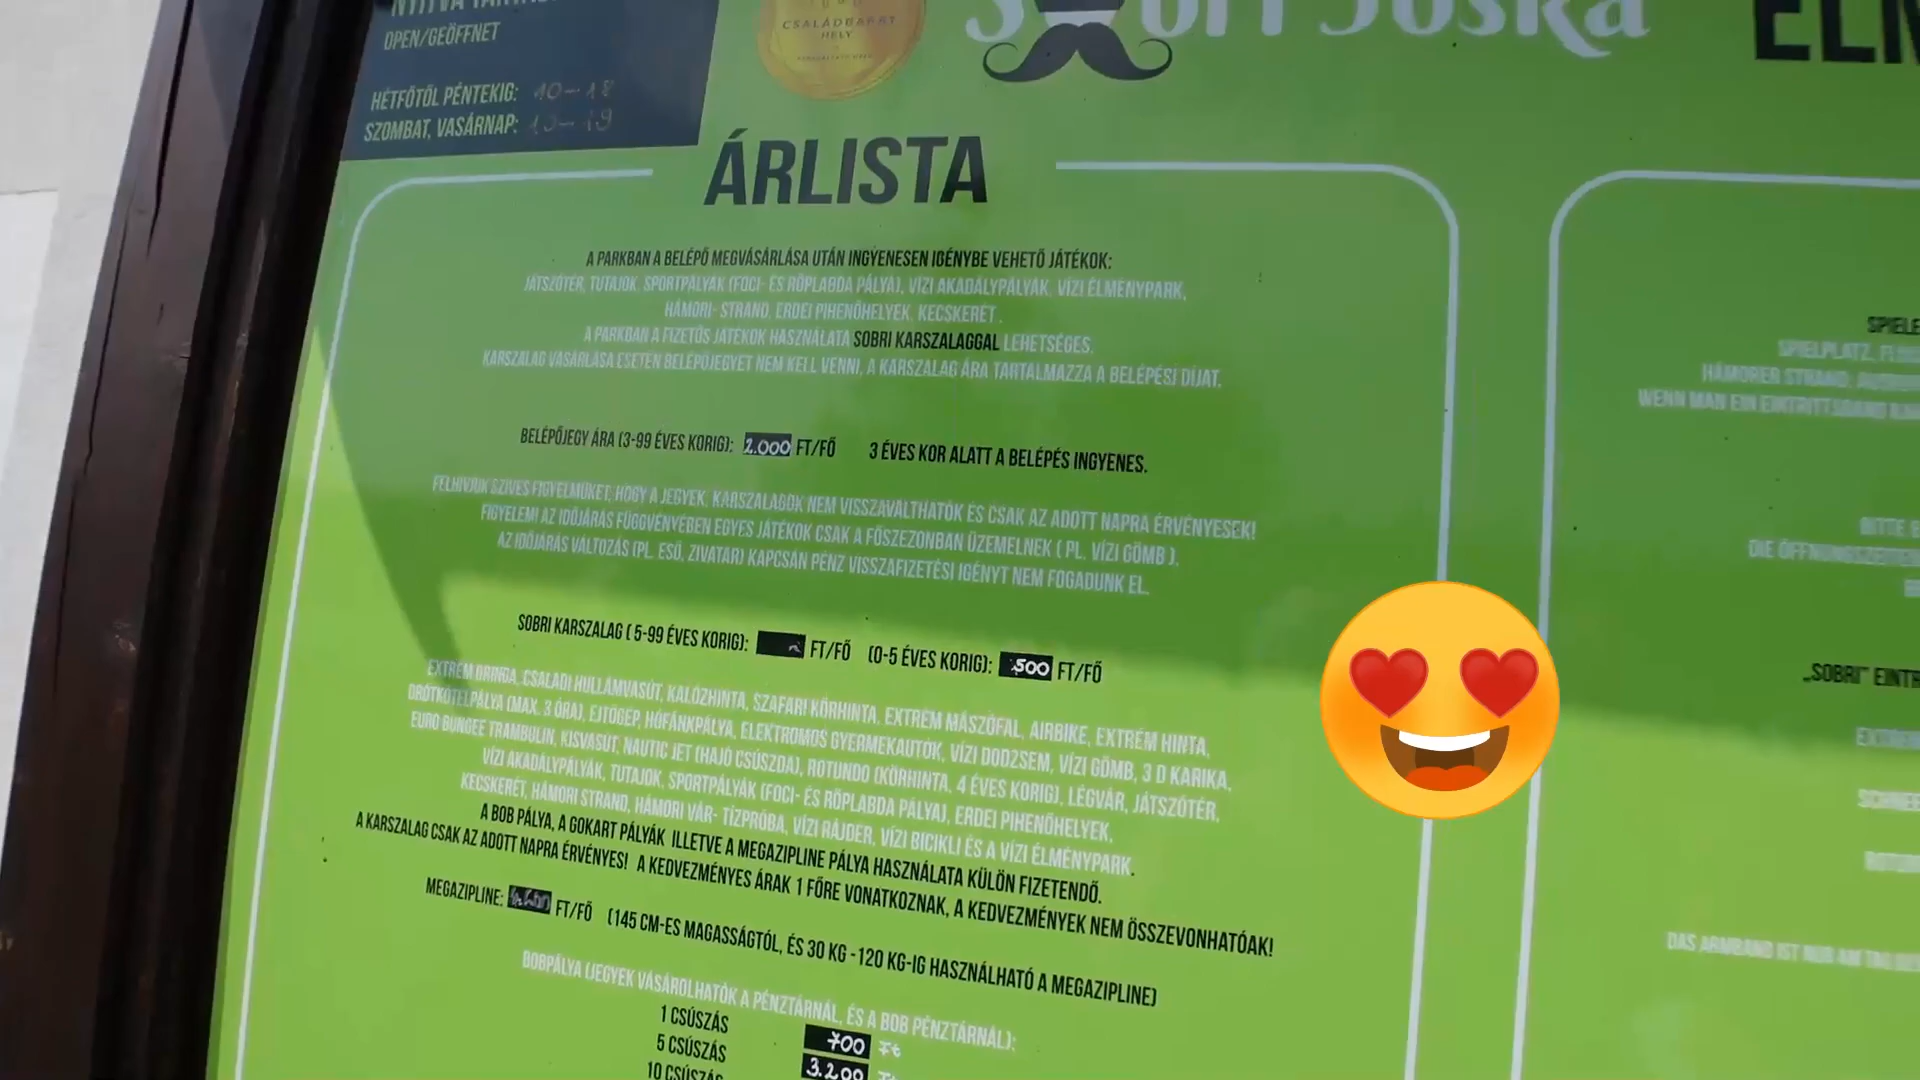 OPEN/GEÖFFNET
HÉTFŐTŐL PÉNTEKIG: 10-18
SZOMBAT, VASÁRNAP: 10-19
CSALÁDBARÁT
HELY
ÁRLISTA
A PARKBAN A BELÉPŐ MEGVÁSÁRLÁSA UTÁN INGYENESEN IGÉNYBE VEHETŐ JÁTÉKOK:
JÁTSZÓTÉR, TUTAJOK, SPORTPÁLYÁK (FOCI- ÉS RÖPLABDA PÁLYA), VÍZI AKADÁLYPÁLYÁK, VÍZI ÉLMÉNYPARK,
HÁMORI- STRAND, ERDEI PIHENŐHELYEK, KECSKERÉT.
A PARKBAN A FIZETŐS JÁTÉKOK HASZNÁLATA SOBRI KARSZALAGGAL LEHETSÉGES.
KARSZALAG VÁSÁRLÁSA ESETÉN BELÉPŐJEGYET NEM KELL VENNI, A KARSZALAG ÁRA TARTALMAZZA A BELÉPÉSI DÍJAT.
BELÉPŐJEGY ÁRA (3-99 ÉVES KORIG): 2.000 FT/FŐ 3 ÉVES KOR ALATT A BELÉPÉS INGYENES.
FELHÍVJUK SZÍVES FIGYELMÜKET, HOGY A JEGYEK, KARSZALAGOK NEM VISSZAVÁLTHATÓK ÉS CSAK AZ ADOTT NAPRA ÉRVÉNYESEK!
FIGYELEM! AZ IDŐJÁRÁS FÜGGVÉNYÉBEN EGYES JÁTÉKOK CSAK A FŐSZEZONBAN ÜZEMELNEK ( PL. VÍZI GÖMB ).
AZ IDŐJÁRÁS VÁLTOZÁS (PL. ESŐ, ZIVATAR) KAPCSÁN PÉNZ VISSZAFIZETÉSI IGÉNYT NEM FOGADUNK EL.
SOBRI KARSZALAG ( 5-99 ÉVES KORIG): FT/FŐ (0-5 ÉVES KORIG): 500 FT/FŐ
EXTRÉM BRINGA, CSALÁDI HULLÁMVASÚT, KALÓZHINTA, SZAFARI KÖRHINTA, EXTRÉM MÁSZÓFAL, AIRBIKE, EXTRÉM HINTA,
DRÓTKÖTÉLPÁLYA (MAX. 3 ÓRA), EJTŐGÉP, HÓFÁNKPÁLYA, ELEKTROMOS GYERMEKAUTÓK, VÍZI DODZSEM, VÍZI GÖMB, 3 D KARIKA,
EURO BUNGEE TRAMBULIN, KISVASÚT, NAUTIC JET (HAJÓ CSÚSZDA), ROTUNDO (KÖRHINTA, 4 ÉVES KORIG), LÉGVÁR, JÁTSZÓTÉR,
VÍZI AKADÁLYPÁLYÁK, TUTAJOK, SPORTPÁLYÁK (FOCI- ÉS RÖPLABDA PÁLYA), ERDEI PIHENŐHELYEK,
KECSKERÉT, HÁMORI STRAND, HÁMORI VÁR- TÍZPRÓBA, VÍZI RÁJDER, VÍZI BICIKLI ÉS A VÍZI ÉLMÉNYPARK.
A BOB PÁLYA, A GOKART PÁLYÁK ILLETVE A MEGAZIPLINE PÁLYA HASZNÁLATA KÜLÖN FIZETENDŐ.
A KARSZALAG CSAK AZ ADOTT NAPRA ÉRVÉNYES! A KEDVEZMÉNYES ÁRAK 1 FŐRE VONATKOZNAK, A KEDVEZMÉNYEK NEM ÖSSZEVONHATÓAK!
MEGAZIPLINE: FT/FŐ (145 CM-ES MAGASSÁGTÓL, ÉS 30 KG -120 KG-IG HASZNÁLHATÓ A MEGAZIPLINE)
BOBPÁLYA (JEGYEK VÁSÁROLHATÓK A PÉNZTÁRNÁL, ÉS A BOB PÉNZTÁRNÁL):
1 CSÚSZÁS 700 Ft
5 CSÚSZÁS 3.200
10 CSÚSZÁS
SPIELPLATZ,
HÁMORER STRAND,
WENN MAN EIN EINTRITTSBAND
BITTE
„SOBRI"
DAS ARMBAND IST NUR AM